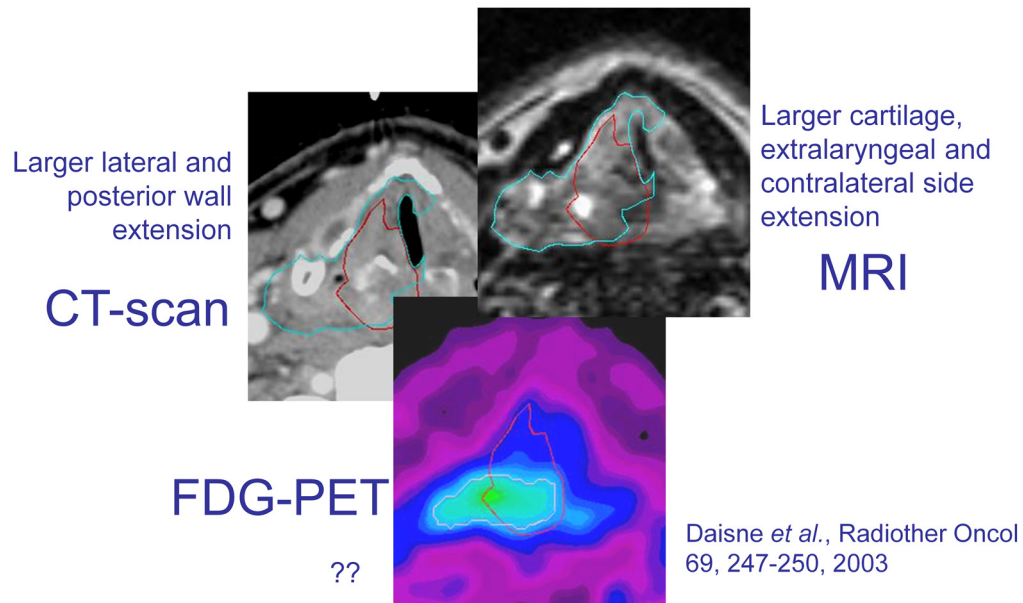 Larger lateral and
posterior wall
extension
CT-scan
Larger cartilage,
extralaryngeal and
contralateral side
extension
MRI
FDG-PET
??
Daisne et al., Radiother Oncol
69, 247-250, 2003